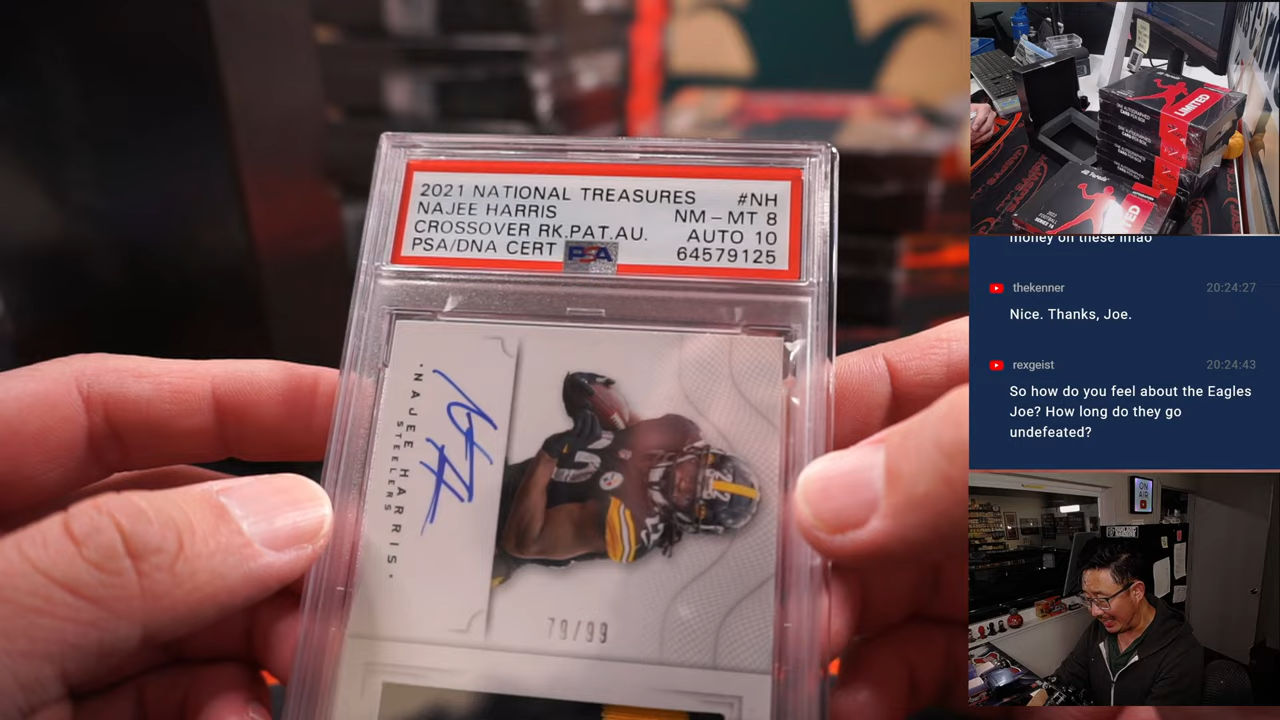 2021 NATIONAL TREASURES #NH
NAJEE HARRIS NM-MT 8
CROSSOVER RK.PAT.AU. AUTO 10
PSA/DNA CERT PSA 64579125
·NAJEE HARRIS·
STEELERS
79/99
LIMITED
money on these lmao
thekenner 20:24:27
Nice. Thanks, Joe.
rexgeist 20:24:43
So how do you feel about the Eagles
Joe? How long do they go
undefeated?
ON
AIR